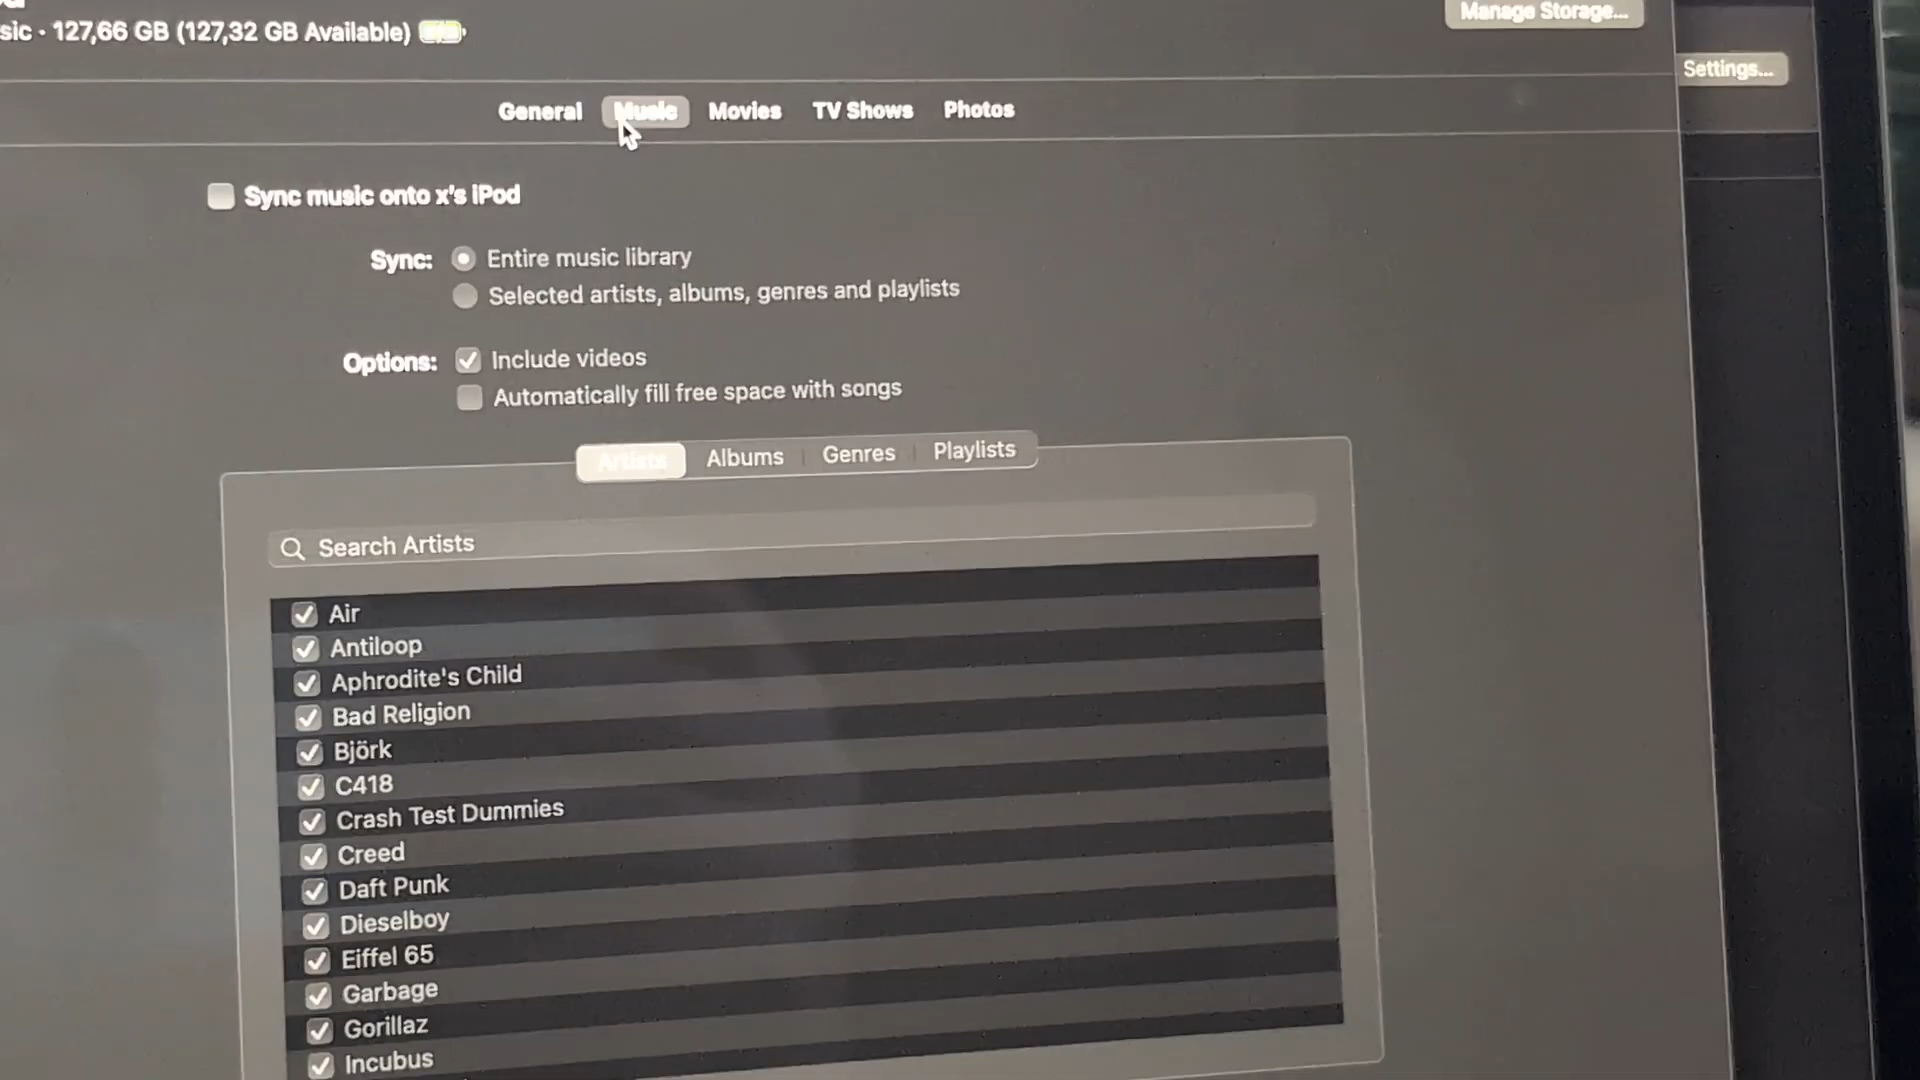 sic · 127,66 GB (127,32 GB Available)
Manage Storage...
Settings...
General Music Movies TV Shows Photos
Sync music onto x's iPod
Sync: Entire music library
Selected artists, albums, genres and playlists
Options: Include videos
Automatically fill free space with songs
Artists Albums Genres Playlists
Search Artists
Air
Antiloop
Aphrodite's Child
Bad Religion
Björk
C418
Crash Test Dummies
Creed
Daft Punk
Dieselboy
Eiffel 65
Garbage
Gorillaz
Incubus